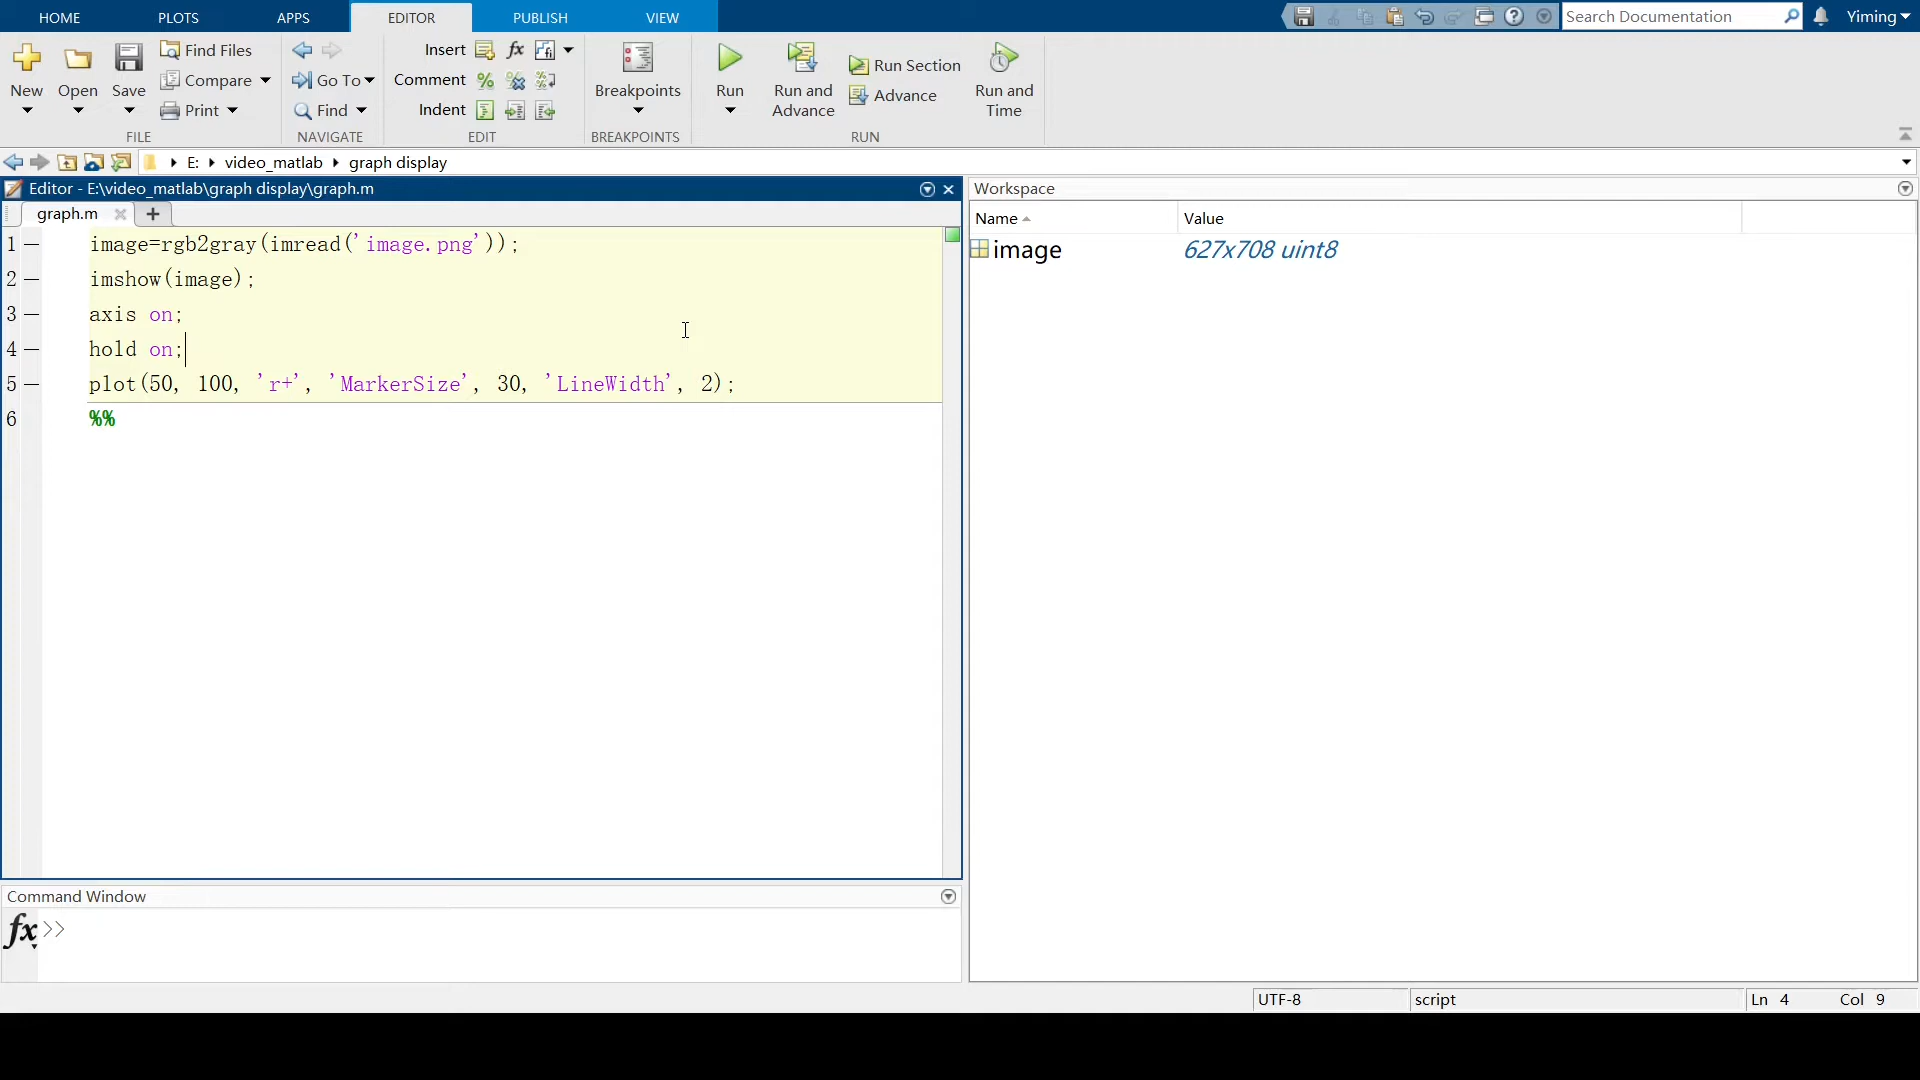 HOME PLOTS APPS EDITOR PUBLISH VIEW Search Documentation Yiming
New Open Save Find Files Compare Print
FILE
Go To Find
NAVIGATE
Insert fx
Comment
Indent
EDIT
Breakpoints
BREAKPOINTS
Run Run and Advance Run Section Advance Run and Time
RUN
E: video_matlab graph display
Editor - E:\video_matlab\graph display\graph.m
graph.m
1 image=rgb2gray(imread('image.png'));
2 imshow(image);
3 axis on;
4 hold on;
5 plot(50, 100, 'r+', 'MarkerSize', 30, 'LineWidth', 2);
6 %%
Command Window
fx >>
Workspace
Name Value
image 627x708 uint8
UTF-8 script Ln 4 Col 9